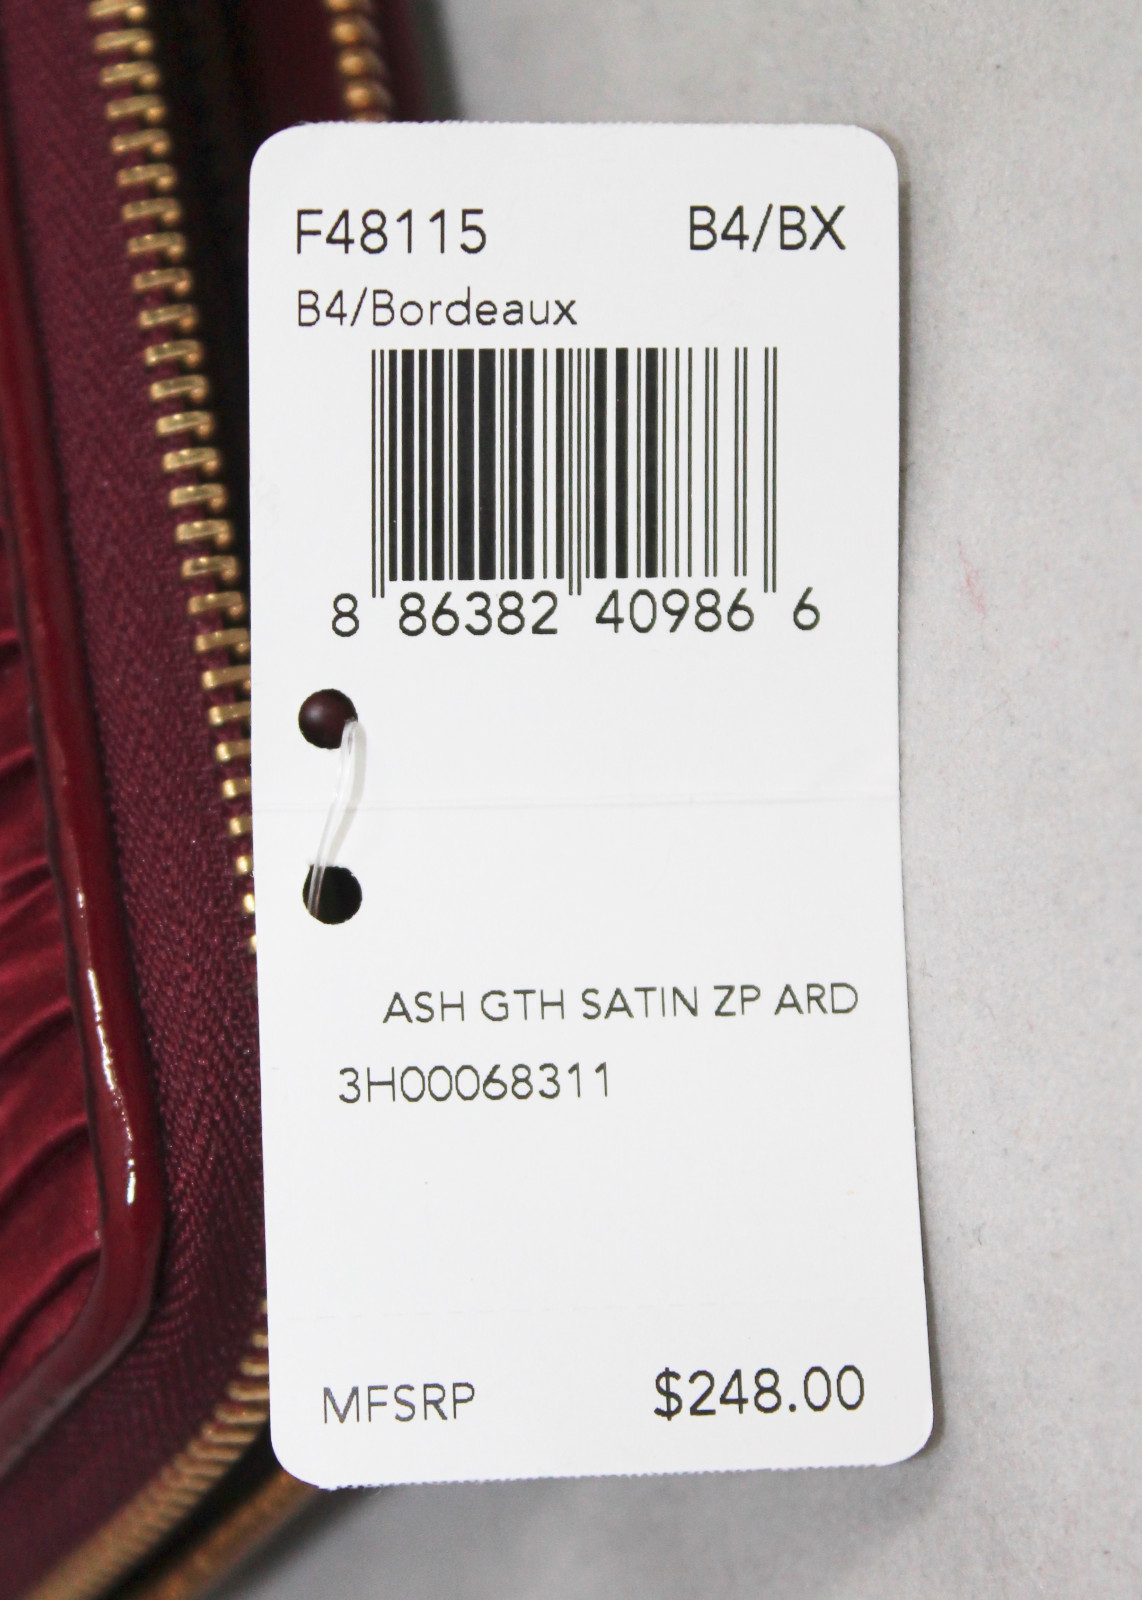 F48115 B4/BX
B4/Bordeaux
8 86382 40986 6
ASH GTH SATIN ZP ARD
3H00068311
MFSRP $248.00